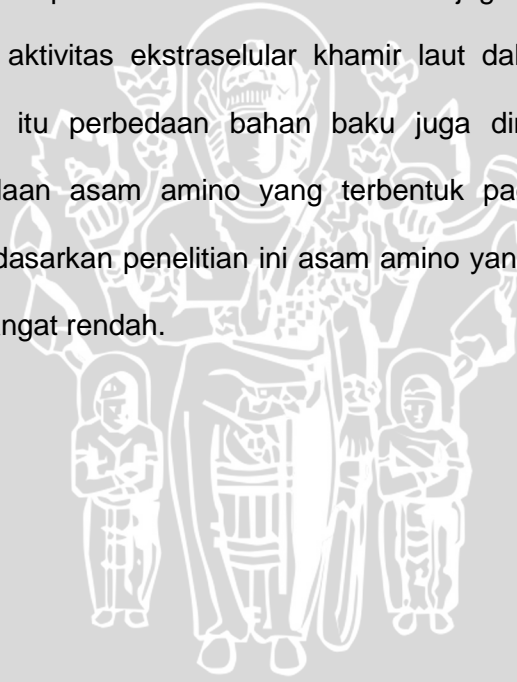 aktivitas ekstraselular khamir laut dal
itu perbedaan bahan baku juga di
laan asam amino yang terbentuk pa
dasarkan penelitian ini asam amino yan
ngat rendah.